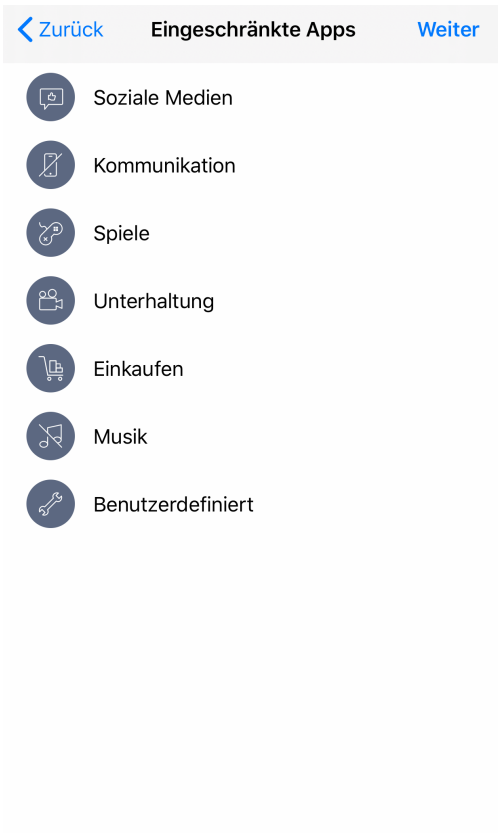 Zurück Eingeschränkte Apps Weiter
Soziale Medien
Kommunikation
Spiele
Unterhaltung
Einkaufen
Musik
Benutzerdefiniert